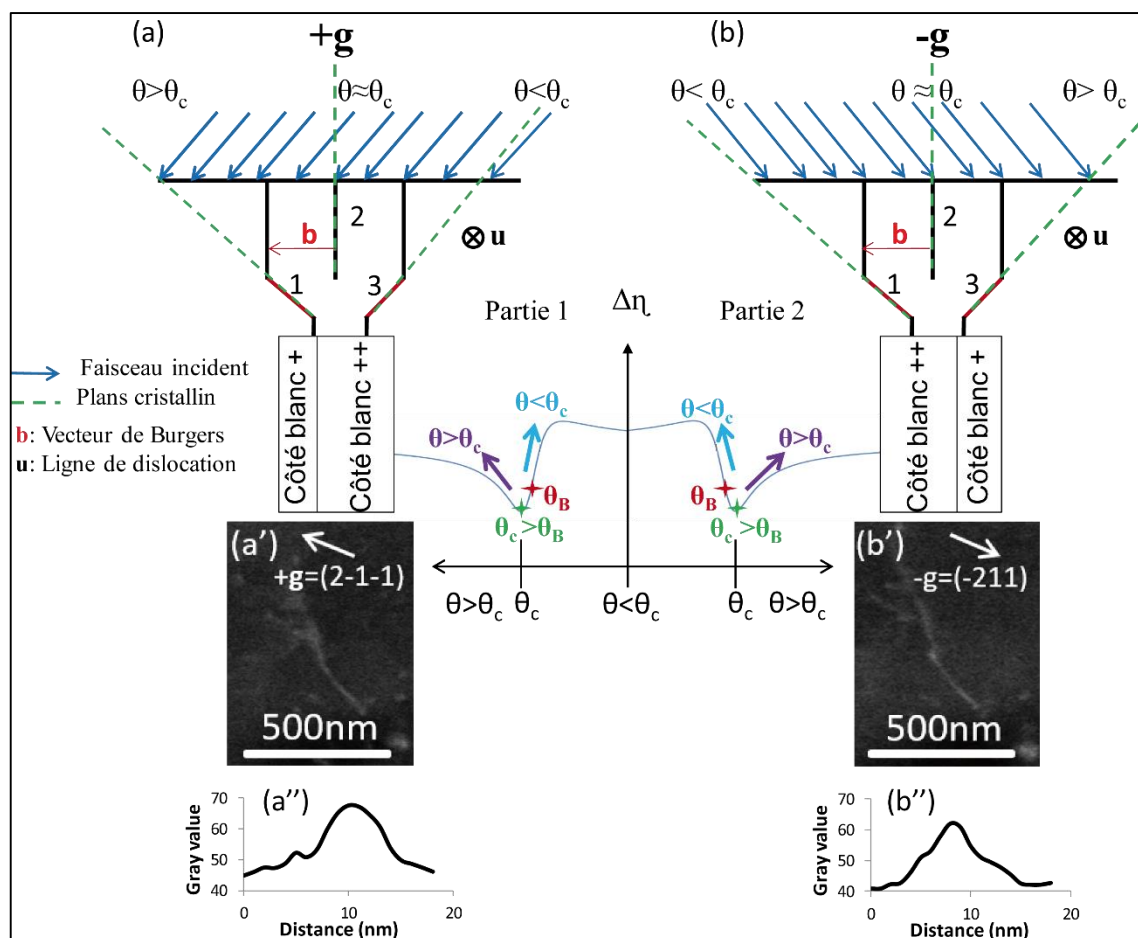 (a)
+g
θ>θc
θ≈θc
θ<θc
2
b
⊗ u
1
3
Côté blanc +
Côté blanc ++
(b)
-g
θ< θc
θ ≈ θc
θ> θc
2
b
⊗ u
1
3
Côté blanc ++
Côté blanc +
Partie 1
Δη
Partie 2
Faisceau incident
Plans cristallin
b: Vecteur de Burgers
u: Ligne de dislocation
θ<θc
θ>θc
θB
θc >θB
θ<θc
θ>θc
θB
θc >θB
θ>θc
θc
θ<θc
θc
θ>θc
(a')
+g=(2-1-1)
500nm
(b')
-g=(-211)
500nm
(a'')
Gray value
70
60
50
40
0
10
20
Distance (nm)
(b'')
Gray value
70
60
50
40
0
10
20
Distance (nm)